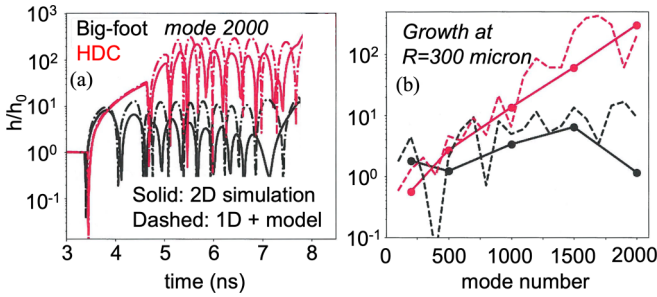 Big-foot mode 2000
HDC
(a)
Solid: 2D simulation
Dashed: 1D + model
h/h₀
10³
10²
10¹
10⁰
10⁻¹
3 4 5 6 7 8
time (ns)
Growth at
R=300 micron
(b)
10²
10¹
10⁰
10⁻¹
0 500 1000 1500 2000
mode number